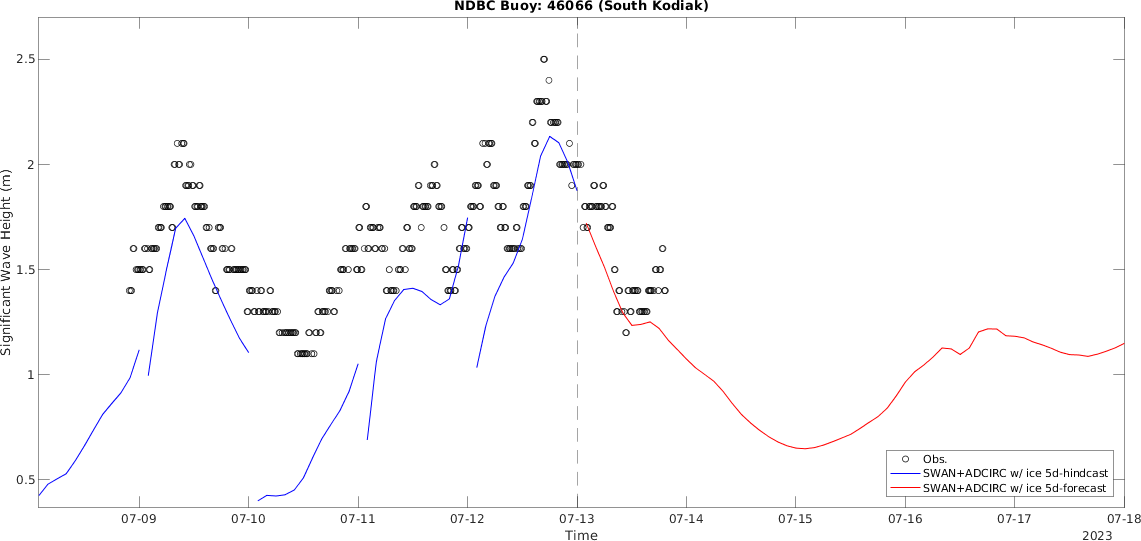 NDBC Buoy: 46066 (South Kodiak)
Significant Wave Height (m)
2.5
2
1.5
1
0.5
Obs.
SWAN+ADCIRC w/ ice 5d-hindcast
SWAN+ADCIRC w/ ice 5d-forecast
07-09 07-10 07-11 07-12 07-13 07-14 07-15 07-16 07-17 07-18
Time
2023